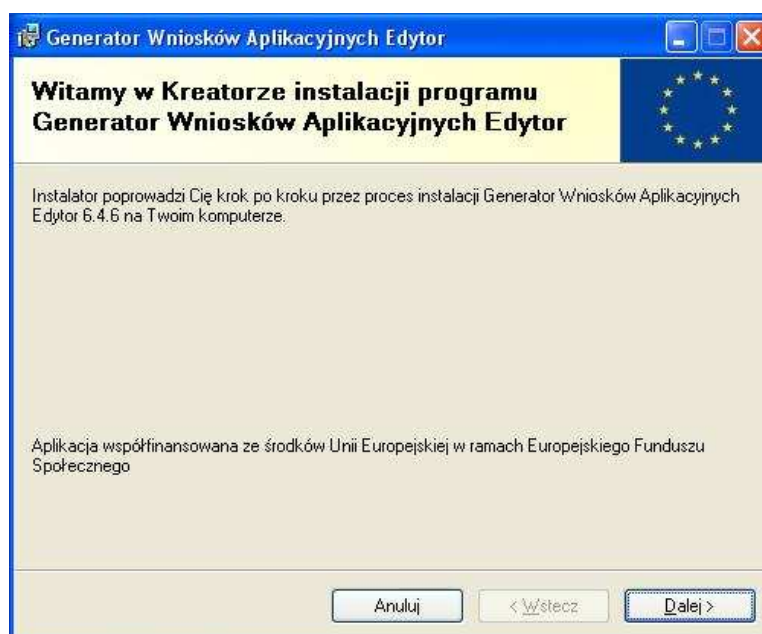 Generator Wniosków Aplikacyjnych Edytor
Witamy w Kreatorze instalacji programu
Generator Wniosków Aplikacyjnych Edytor
Instalator poprowadzi Cię krok po kroku przez proces instalacji Generator Wniosków Aplikacyjnych
Edytor 6.4.6 na Twoim komputerze.
Aplikacja współfinansowana ze środków Unii Europejskiej w ramach Europejskiego Funduszu
Społecznego
Anuluj < Wstecz Dalej >